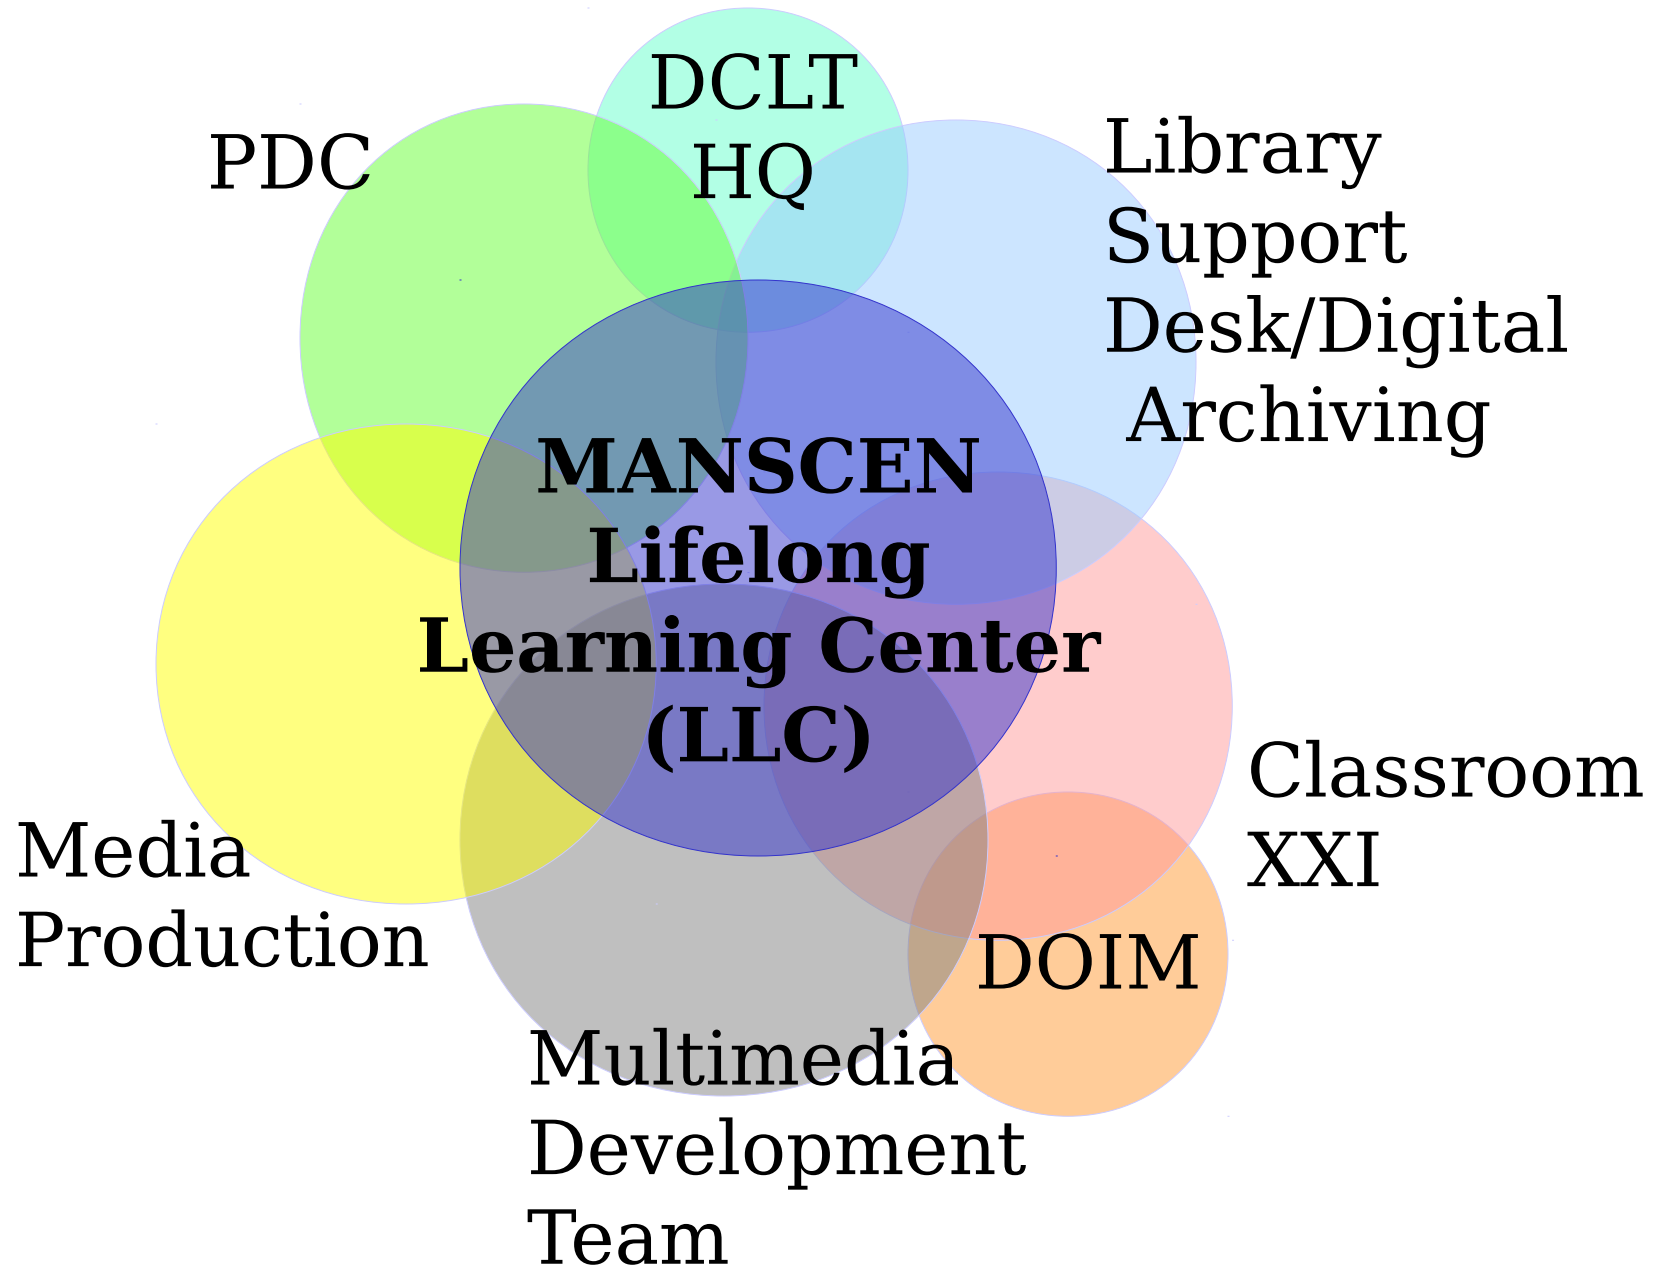 DCLT
HQ
PDC
Library
Support
Desk/Digital
Archiving
MANSCEN
Lifelong
Learning Center
(LLC)
Classroom
XXI
Media
Production
DOIM
Multimedia
Development
Team